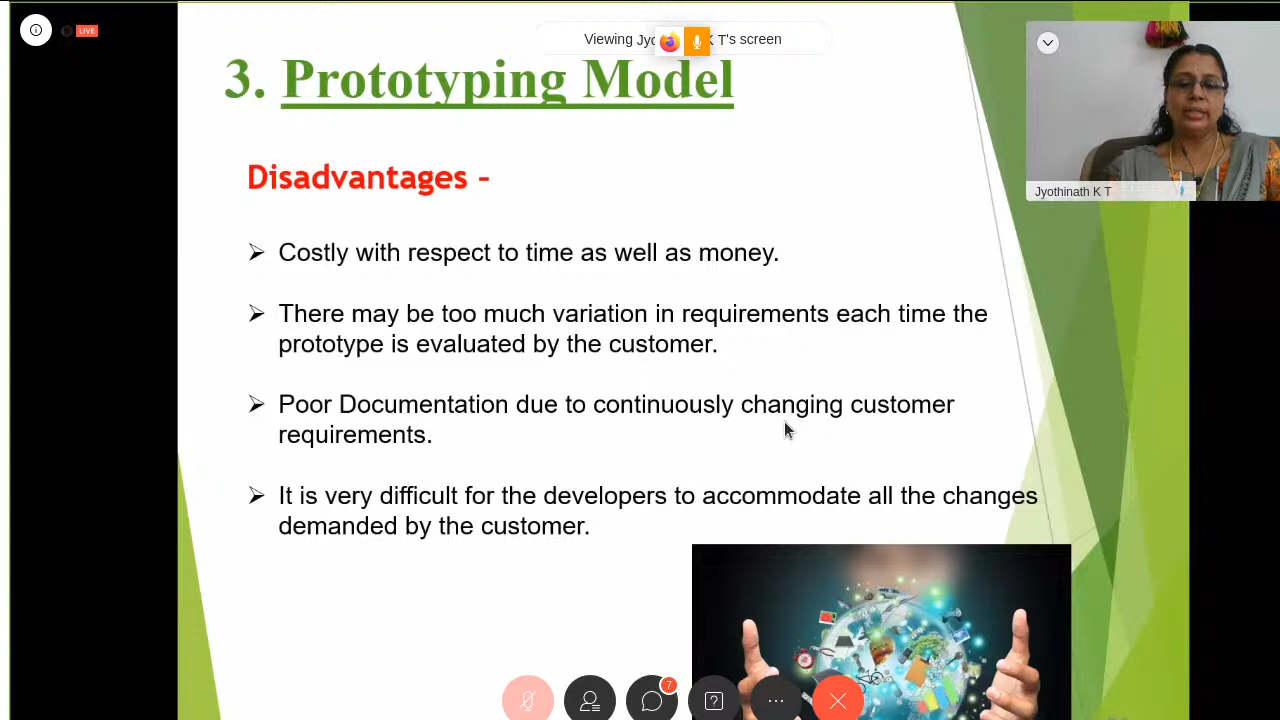 LIVE
Viewing Jyo K T's screen
3. Prototyping Model
Disadvantages -
Jyothinath K T
➢ Costly with respect to time as well as money.
➢ There may be too much variation in requirements each time the
prototype is evaluated by the customer.
➢ Poor Documentation due to continuously changing customer
requirements.
➢ It is very difficult for the developers to accommodate all the changes
demanded by the customer.
7